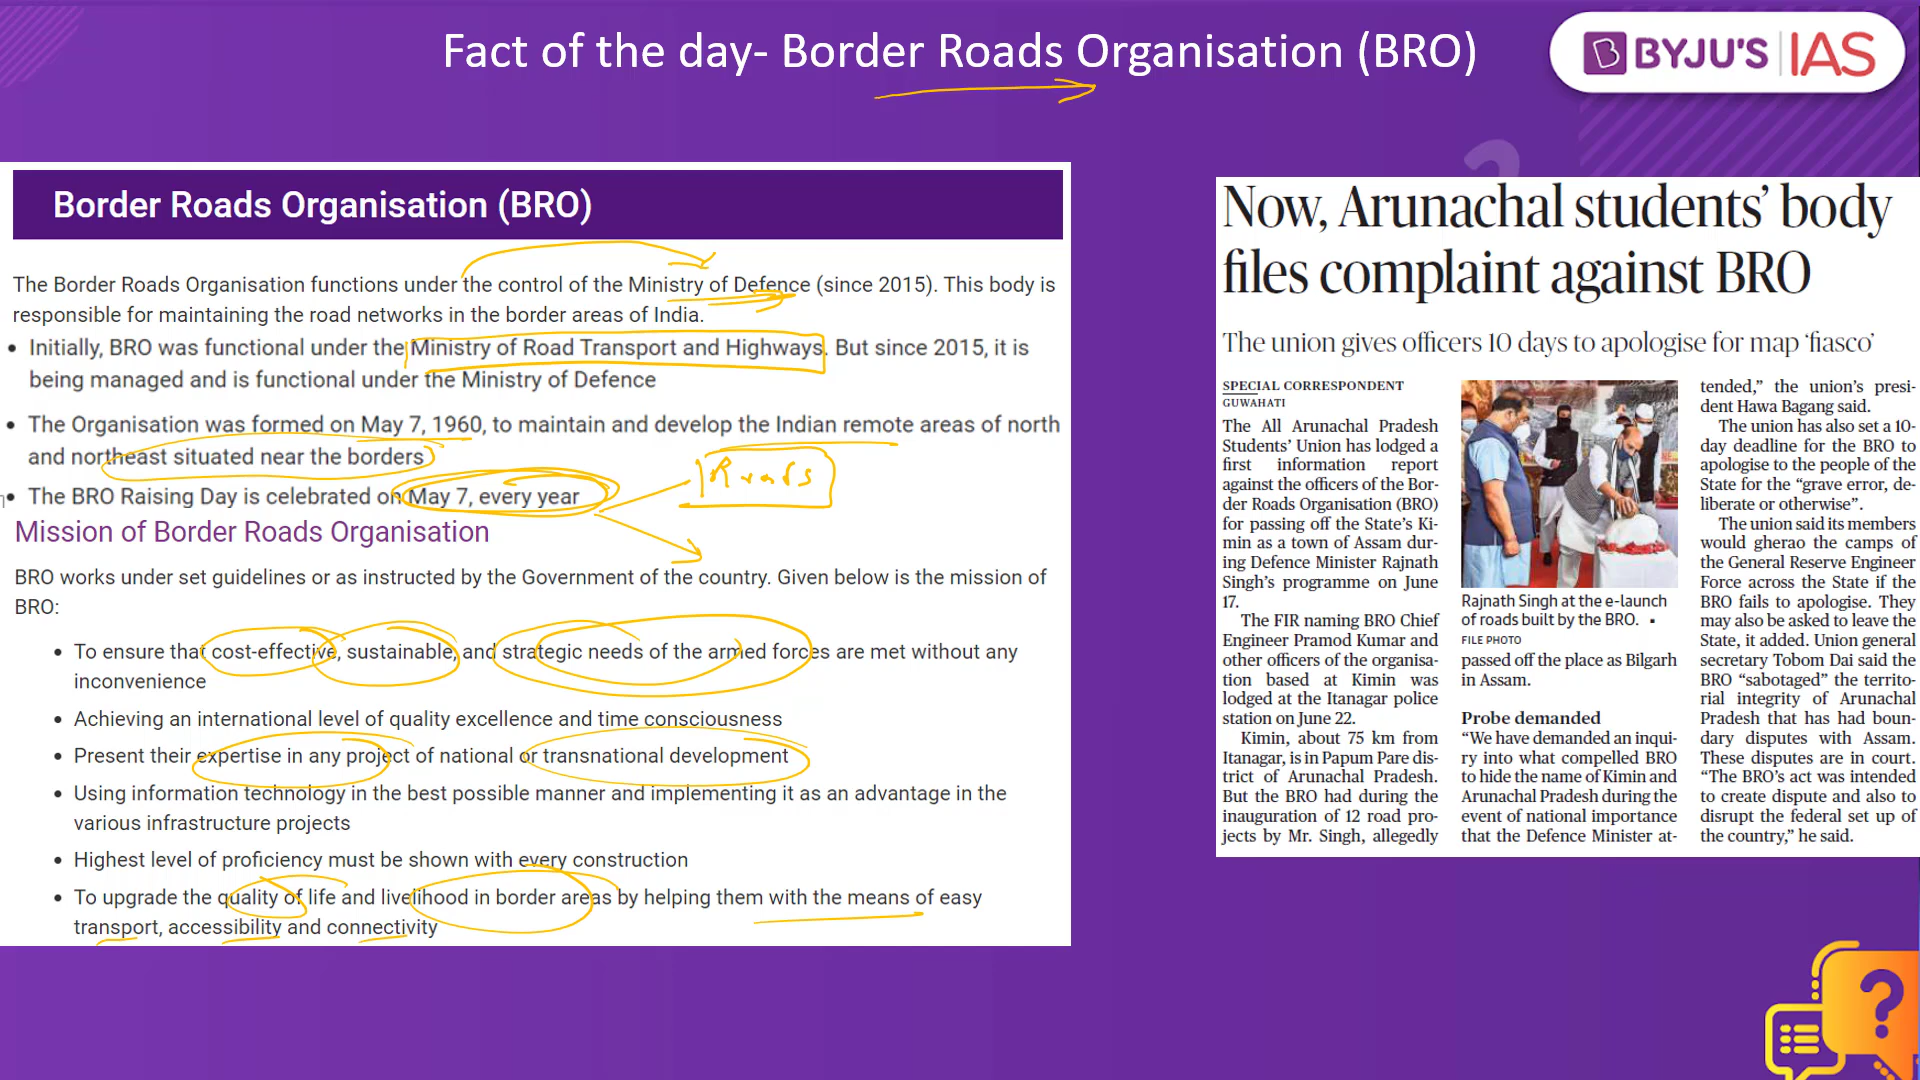 Fact of the day- Border Roads Organisation (BRO)
BYJU'S IAS
Border Roads Organisation (BRO)
The Border Roads Organisation functions under the control of the Ministry of Defence (since 2015). This body is
responsible for maintaining the road networks in the border areas of India.
• Initially, BRO was functional under the Ministry of Road Transport and Highways. But since 2015, it is
being managed and is functional under the Ministry of Defence
• The Organisation was formed on May 7, 1960, to maintain and develop the Indian remote areas of north
and northeast situated near the borders
• The BRO Raising Day is celebrated on May 7, every year
Roads
Mission of Border Roads Organisation
BRO works under set guidelines or as instructed by the Government of the country. Given below is the mission of
BRO:
• To ensure that cost-effective, sustainable, and strategic needs of the armed forces are met without any
inconvenience
• Achieving an international level of quality excellence and time consciousness
• Present their expertise in any project of national or transnational development
• Using information technology in the best possible manner and implementing it as an advantage in the
various infrastructure projects
• Highest level of proficiency must be shown with every construction
• To upgrade the quality of life and livelihood in border areas by helping them with the means of easy
transport, accessibility and connectivity
Now, Arunachal students' body
files complaint against BRO
The union gives officers 10 days to apologise for map 'fiasco'
SPECIAL CORRESPONDENT
GUWAHATI
The All Arunachal Pradesh
Students' Union has lodged a
first information report
against the officers of the Bor-
der Roads Organisation (BRO)
for passing off the State's Ki-
min as a town of Assam dur-
ing Defence Minister Rajnath
Singh's programme on June
17.
The FIR naming BRO Chief
Engineer Pramod Kumar and
other officers of the organisa-
tion based at Kimin was
lodged at the Itanagar police
station on June 22.
Kimin, about 75 km from
Itanagar, is in Papum Pare dis-
trict of Arunachal Pradesh.
But the BRO had during the
inauguration of 12 road pro-
jects by Mr. Singh, allegedly
Rajnath Singh at the e-launch
of roads built by the BRO. ▪
FILE PHOTO
passed off the place as Bilgarh
in Assam.
Probe demanded
"We have demanded an inqui-
ry into what compelled BRO
to hide the name of Kimin and
Arunachal Pradesh during the
event of national importance
that the Defence Minister at-
tended," the union's presi-
dent Hawa Bagang said.
The union has also set a 10-
day deadline for the BRO to
apologise to the people of the
State for the "grave error, de-
liberate or otherwise".
The union said its members
would gherao the camps of
the General Reserve Engineer
Force across the State if the
BRO fails to apologise. They
may also be asked to leave the
State, it added. Union general
secretary Tobom Dai said the
BRO "sabotaged" the territo-
rial integrity of Arunachal
Pradesh that has had boun-
dary disputes with Assam.
These disputes are in court.
"The BRO's act was intended
to create dispute and also to
disrupt the federal set up of
the country," he said.